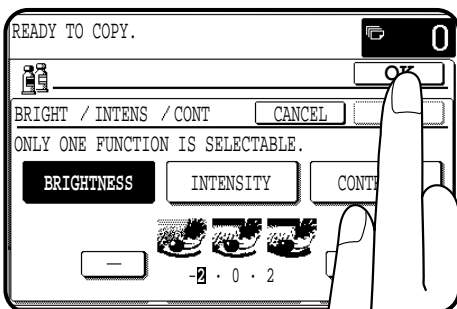 READY TO COPY.
0
OK
BRIGHT / INTENS / CONT CANCEL
ONLY ONE FUNCTION IS SELECTABLE.
BRIGHTNESS INTENSITY
— -2 · 0 · 2